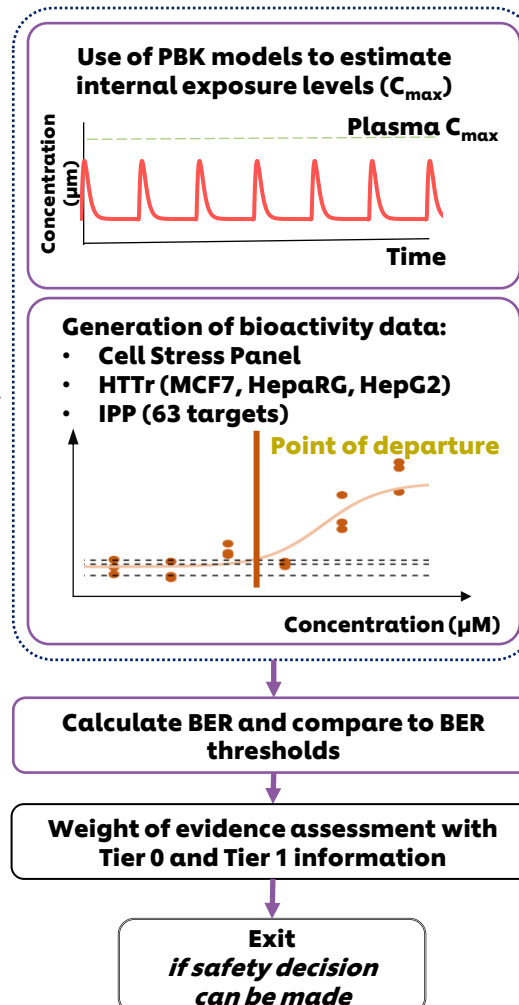 Use of PBK models to estimate
internal exposure levels (Cmax)
Concentration
(µm)
Plasma Cmax
Time
Generation of bioactivity data:
• Cell Stress Panel
• HTTr (MCF7, HepaRG, HepG2)
• IPP (63 targets)
Point of departure
Concentration (µM)
Calculate BER and compare to BER
thresholds
Weight of evidence assessment with
Tier 0 and Tier 1 information
Exit
if safety decision
can be made